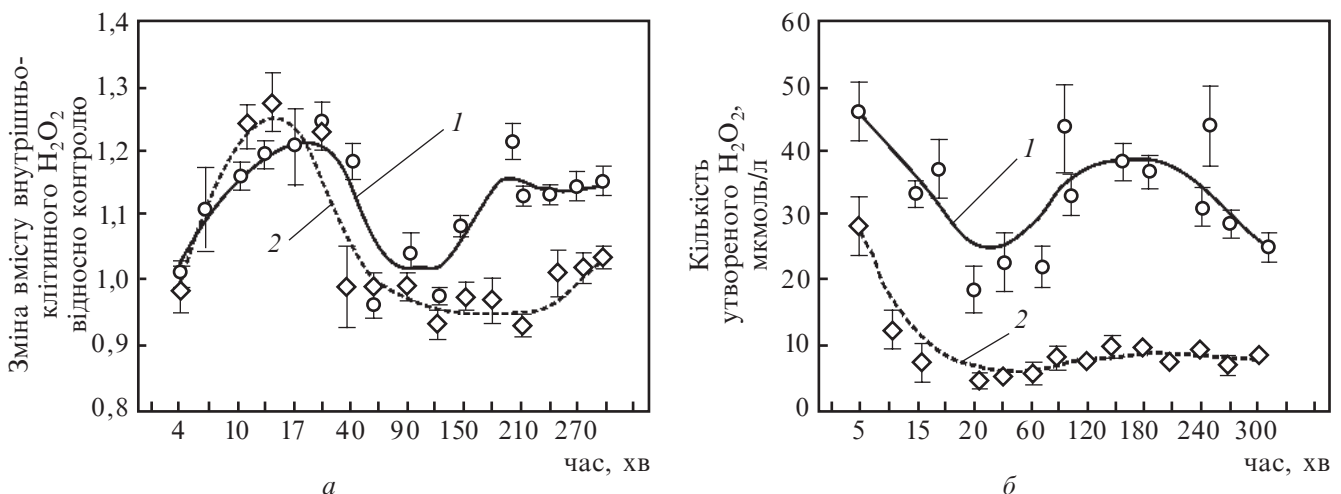 Зміна вмісту внутрішньо-
клітинного H₂O₂
відносно контролю
1,4
1,3
1,2
1,1
1,0
0,9
0,8
1
2
4 10 17 40 90 150 210 270
час, хв
а
Кількість
утвореного H₂O₂,
мкмоль/л
60
50
40
30
20
10
0
1
2
5 15 20 60 120 180 240 300
час, хв
б